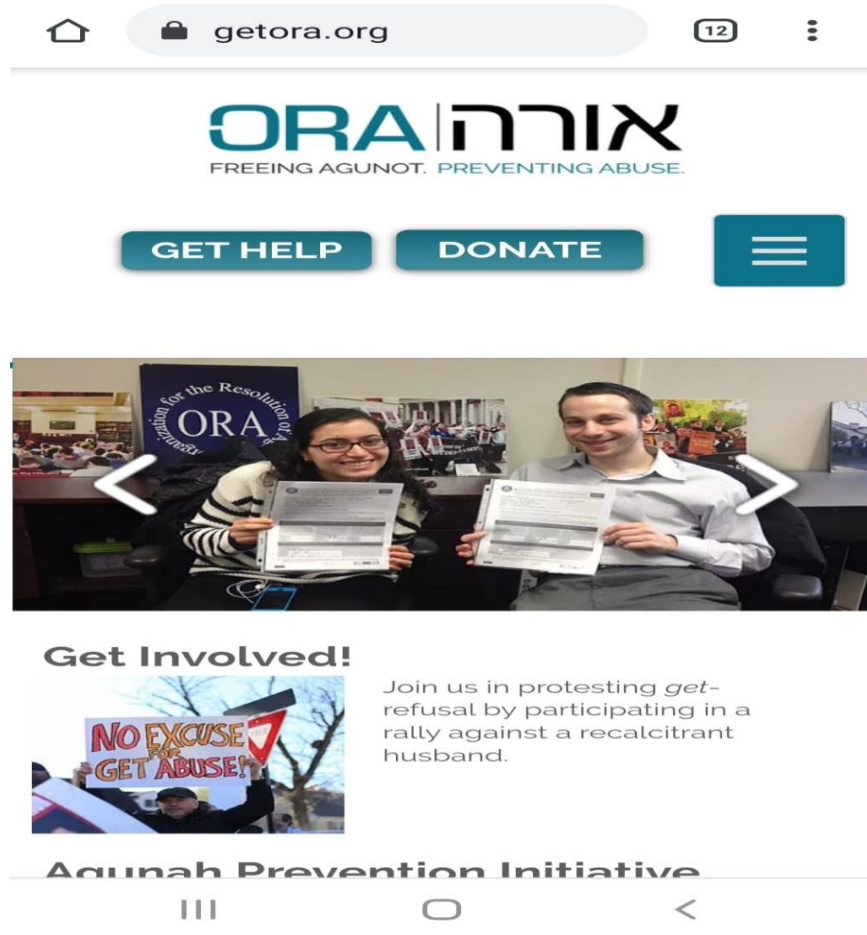 getora.org
12
ORA אורה
FREEING AGUNOT. PREVENTING ABUSE.
GET HELP
DONATE
for the Resolution of
ORA
Get Involved!
Join us in protesting get-
refusal by participating in a
rally against a recalcitrant
husband.
NO EXCUSE
FOR
GET ABUSE!
Agunah Prevention Initiative